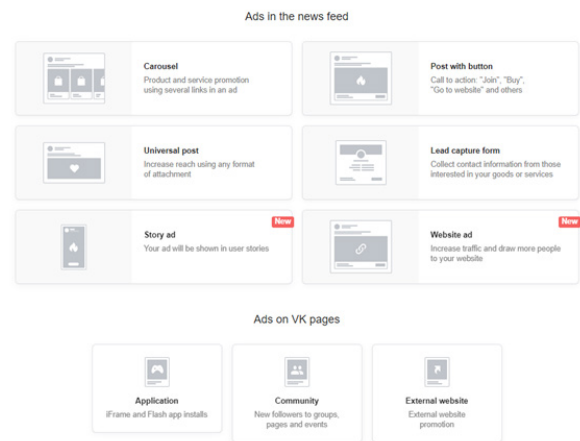 Ads in the news feed
Carousel
Product and service promotion
using several links in an ad
Post with button
Call to action: "Join", "Buy",
"Go to website" and others
Universal post
Increase reach using any format
of attachment
Lead capture form
Collect contact information from those
interested in your goods or services
New
Story ad
Your ad will be shown in user stories
New
Website ad
Increase traffic and draw more people
to your website
Ads on VK pages
Application
iFrame and Flash app installs
Community
New followers to groups,
pages and events
External website
External website
promotion